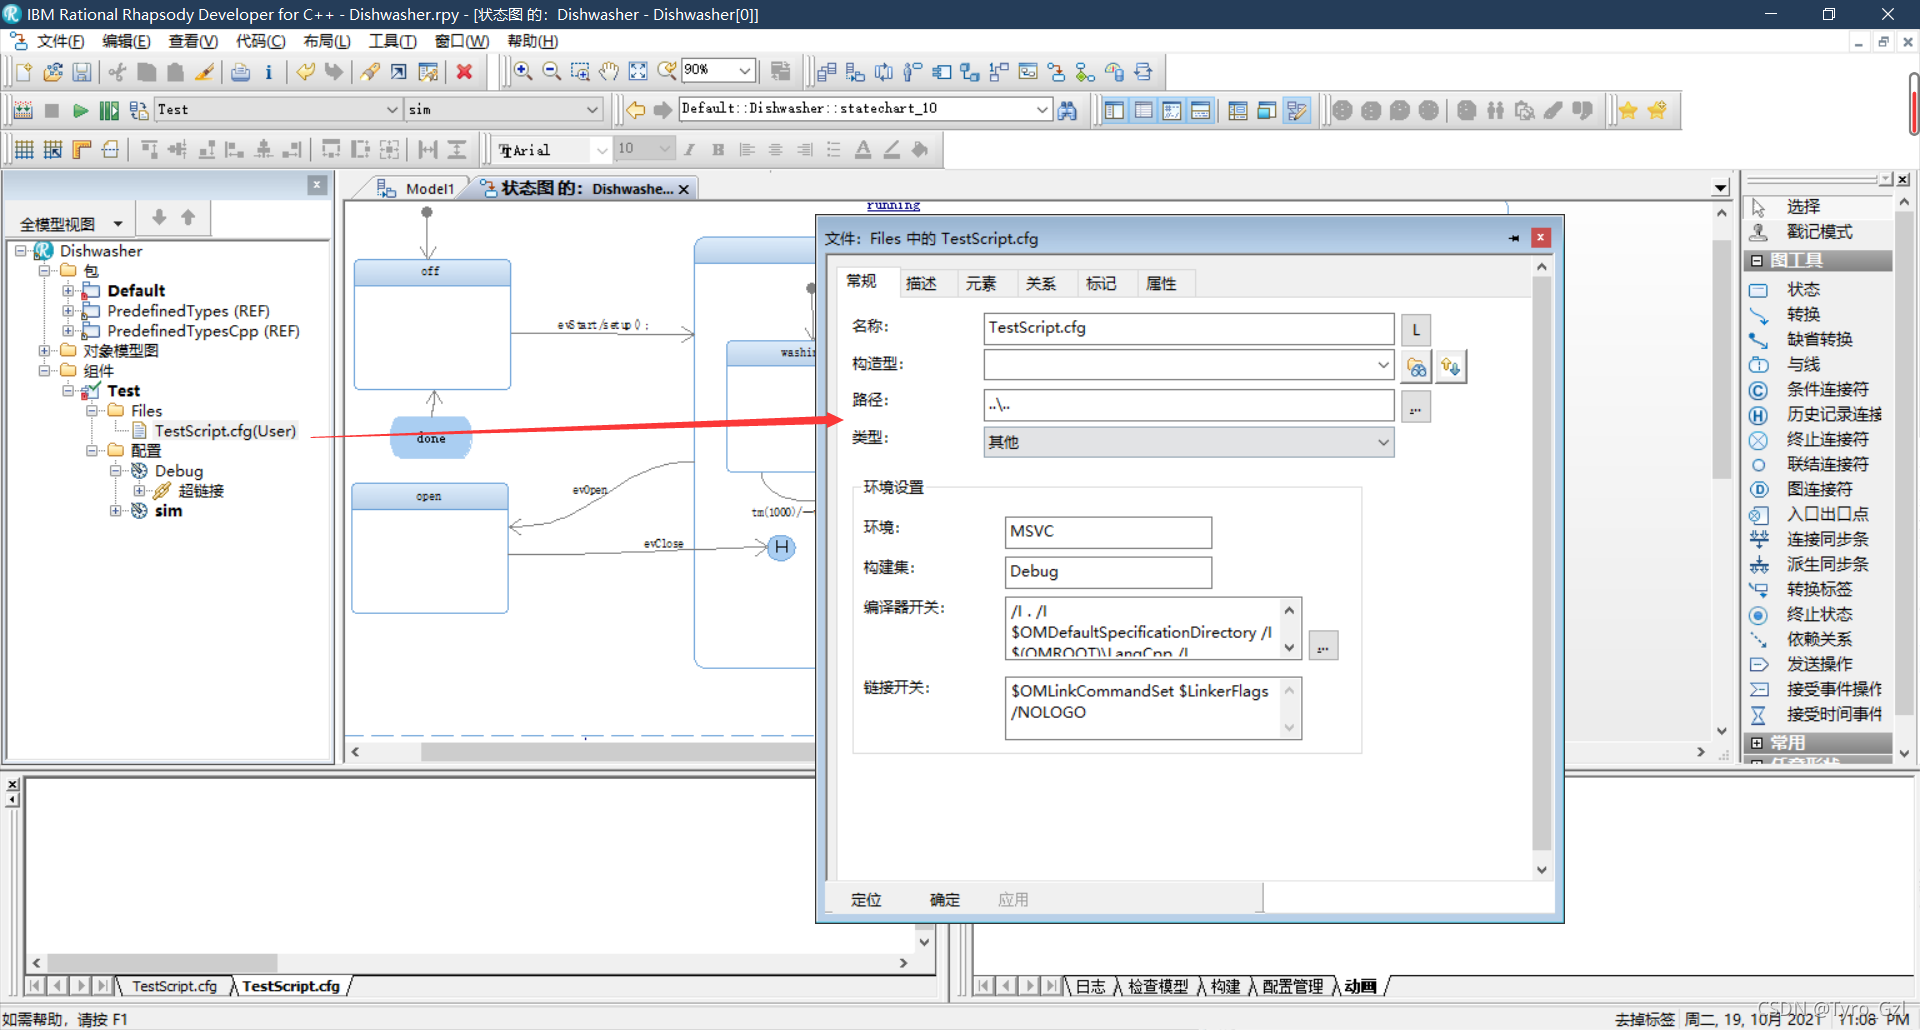 IBM Rational Rhapsody Developer for C++ - Dishwasher.rpy - [状态图 的: Dishwasher - Dishwasher[0]]
文件(F) 编辑(E) 查看(V) 代码(C) 布局(L) 工具(T) 窗口(W) 帮助(H)
90%
Test
sim
Default::Dishwasher::statechart_10
Arial
10
全模型视图
Dishwasher
包
Default
PredefinedTypes (REF)
PredefinedTypesCpp (REF)
对象模型图
组件
Test
Files
TestScript.cfg(User)
配置
Debug
超链接
sim
Model1
状态图 的: Dishwashe...
running
off
evStart/setup();
washin
done
open
evOpen
tm(1000)/
evClose
H
文件: Files 中的 TestScript.cfg
常规
描述
元素
关系
标记
属性
名称:
TestScript.cfg
L
构造型:
路径:
..\..
...
类型:
其他
环境设置
环境:
MSVC
构建集:
Debug
编译器开关:
/I . /I
$OMDefaultSpecificationDirectory /I
$(OMROOT)\LangCpp /I
...
链接开关:
$OMLinkCommandSet $LinkerFlags
/NOLOGO
定位
确定
应用
选择
戳记模式
图工具
状态
转换
缺省转换
与线
条件连接符
历史记录连接
终止连接符
联结连接符
图连接符
入口出口点
连接同步条
派生同步条
转换标签
终止状态
依赖关系
发送操作
接受事件操作
接受时间事件
常用
任意形状
TestScript.cfg
TestScript.cfg
日志
检查模型
构建
配置管理
动画
如需帮助，请按 F1
去掉标签
周二, 19, 10月 2021
11:08 PM
CSDN @Tyro_Gzl